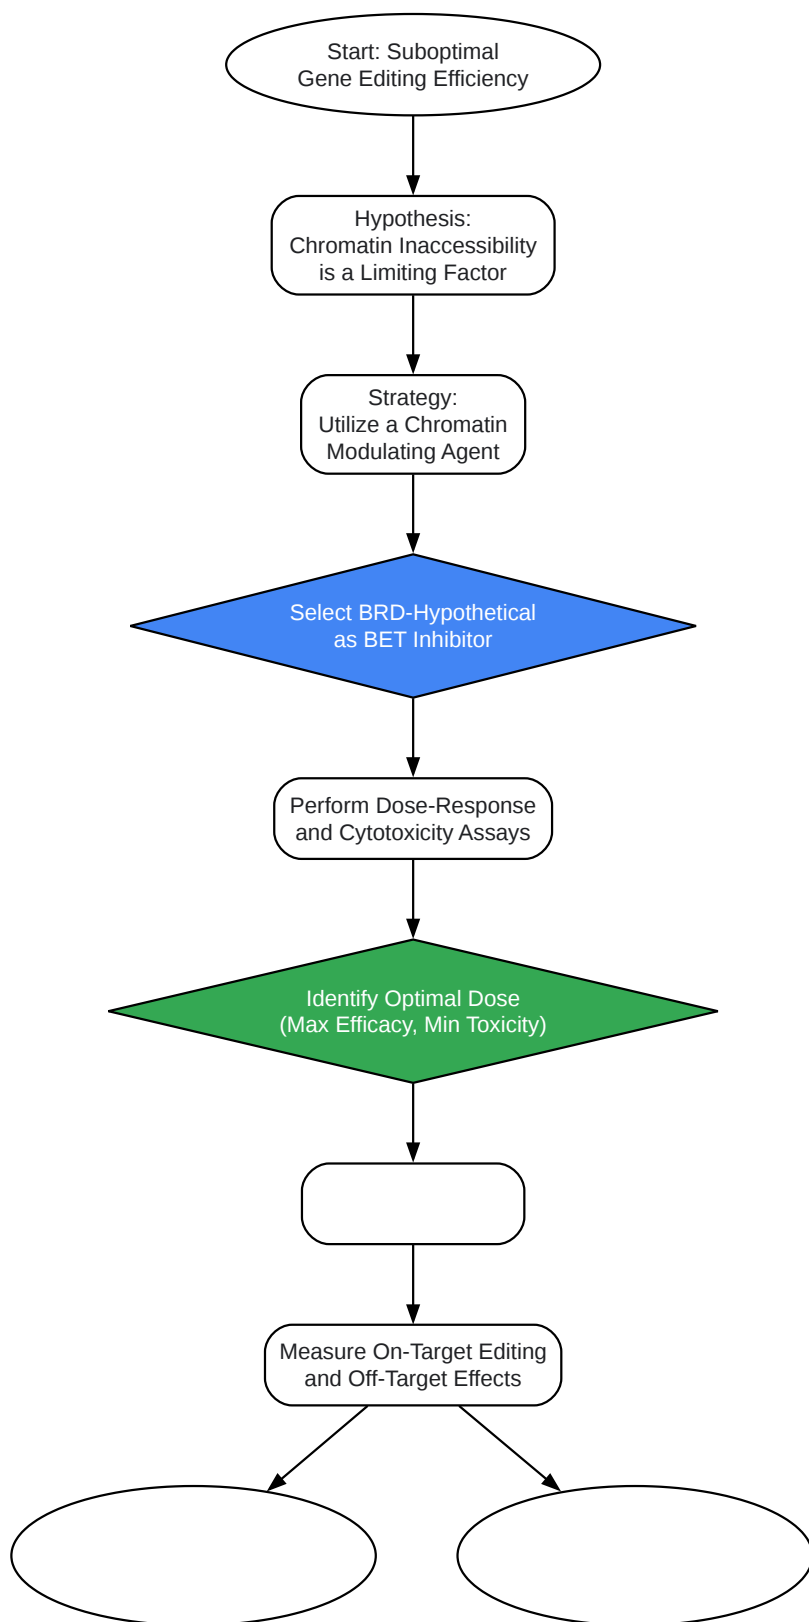 Start: Suboptimal
Gene Editing Efficiency
Hypothesis:
Chromatin Inaccessibility
is a Limiting Factor
Strategy:
Utilize a Chromatin
Modulating Agent
Select BRD-Hypothetical
as BET Inhibitor
Perform Dose-Response
and Cytotoxicity Assays
Identify Optimal Dose
(Max Efficacy, Min Toxicity)
Measure On-Target Editing
and Off-Target Effects